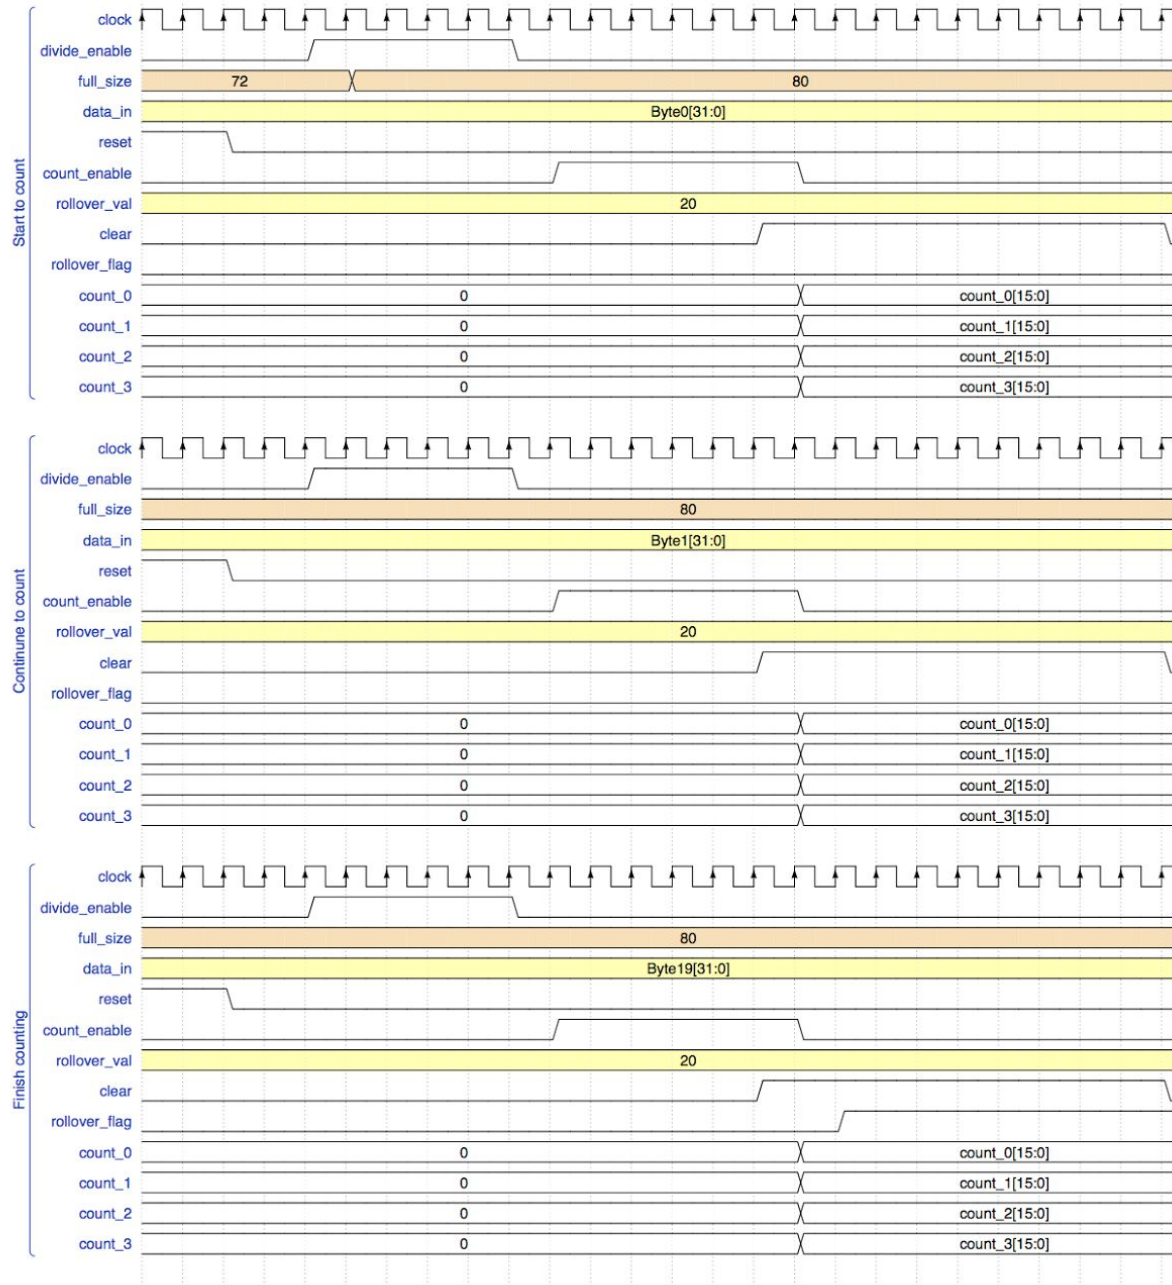 Start to count
clock
divide_enable
full_size 72 80
data_in Byte0[31:0]
reset
count_enable
rollover_val 20
clear
rollover_flag
count_0 0 count_0[15:0]
count_1 0 count_1[15:0]
count_2 0 count_2[15:0]
count_3 0 count_3[15:0]
Continune to count
clock
divide_enable
full_size 80
data_in Byte1[31:0]
reset
count_enable
rollover_val 20
clear
rollover_flag
count_0 0 count_0[15:0]
count_1 0 count_1[15:0]
count_2 0 count_2[15:0]
count_3 0 count_3[15:0]
Finish counting
clock
divide_enable
full_size 80
data_in Byte19[31:0]
reset
count_enable
rollover_val 20
clear
rollover_flag
count_0 0 count_0[15:0]
count_1 0 count_1[15:0]
count_2 0 count_2[15:0]
count_3 0 count_3[15:0]